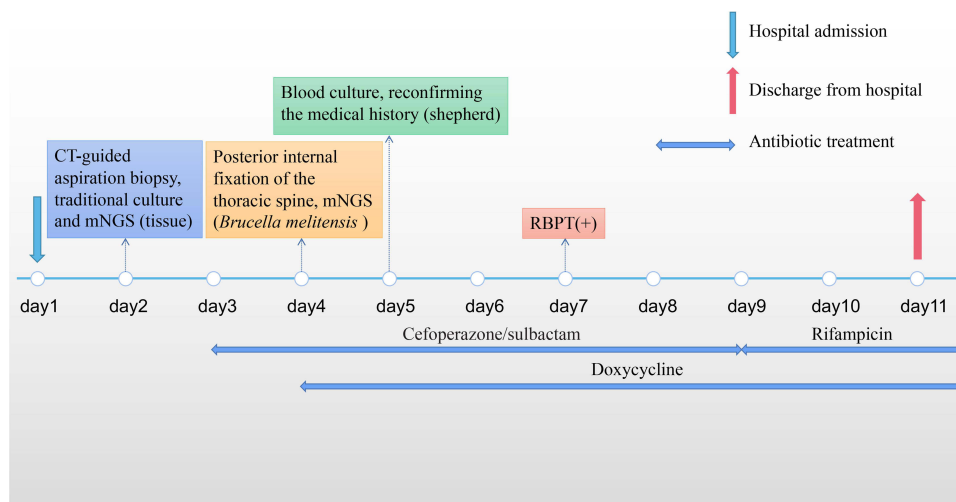 Hospital admission
Discharge from hospital
Antibiotic treatment
Blood culture, reconfirming
the medical history (shepherd)
CT-guided
aspiration biopsy,
traditional culture
and mNGS (tissue)
Posterior internal
fixation of the
thoracic spine, mNGS
(Brucella melitensis )
RBPT(+)
day1 day2 day3 day4 day5 day6 day7 day8 day9 day10 day11
Cefoperazone/sulbactam
Rifampicin
Doxycycline